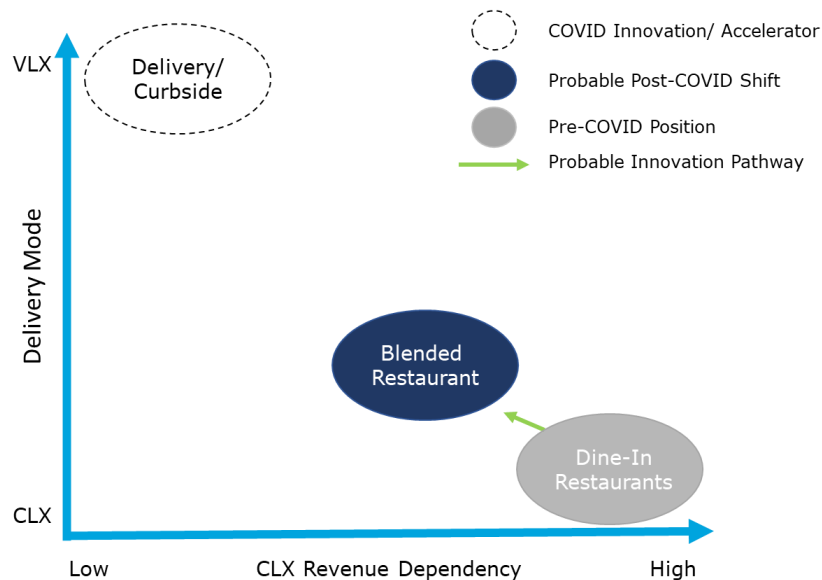 COVID Innovation/ Accelerator
VLX
Delivery/
Curbside
Probable Post-COVID Shift
Pre-COVID Position
Probable Innovation Pathway
Delivery Mode
Blended
Restaurant
Dine-In
Restaurants
CLX
Low
CLX Revenue Dependency
High